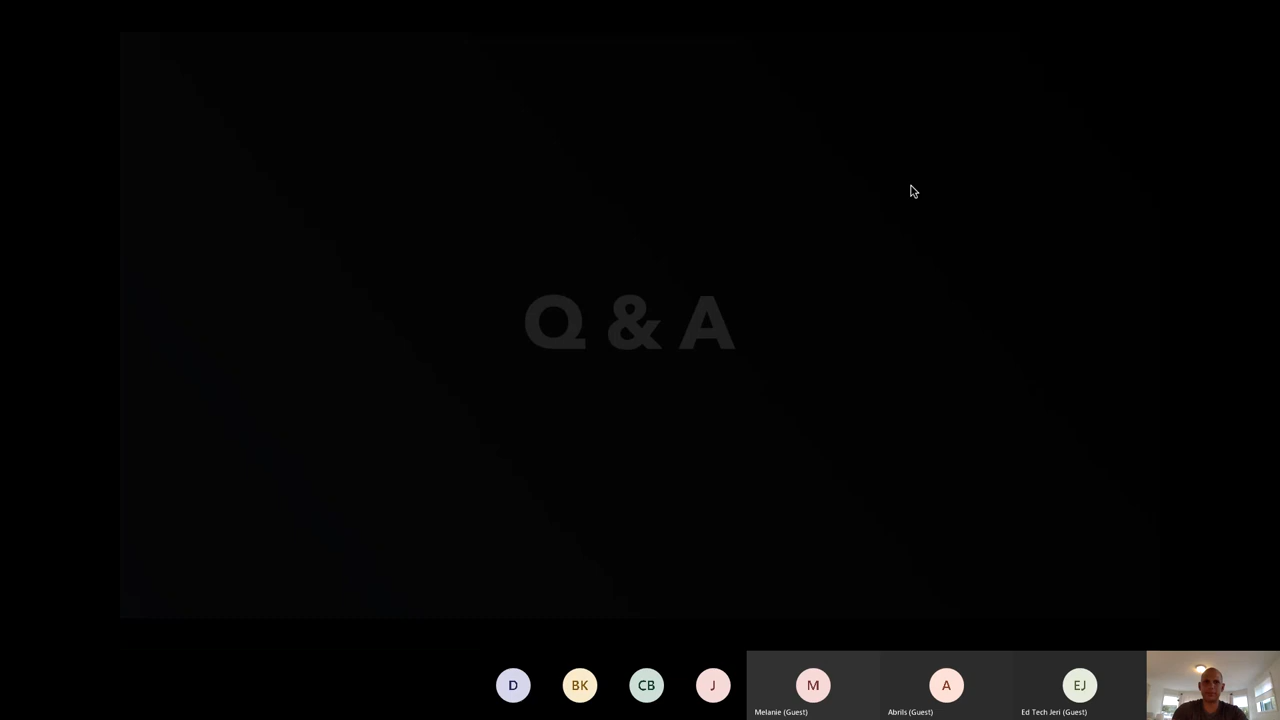 Q & A
D
BK
CB
J
M
A
EJ
Melanie (Guest)
Abrils (Guest)
Ed Tech Jeri (Guest)